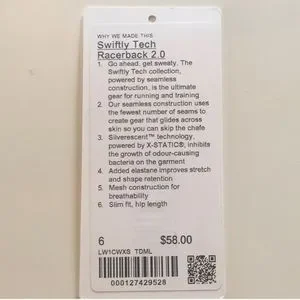 WHY WE MADE THIS
Swiftly Tech
Racerback 2.0
1. Go ahead, get sweaty. The
Swiftly Tech collection,
powered by seamless
construction, is the ultimate
gear for running and training
2. Our seamless construction uses
the fewest number of seams to
create gear that glides across
skin so you can skip the chafe
3. Silverescent™ technology,
powered by X-STATIC®, inhibits
the growth of odour-causing
bacteria on the garment
4. Added elastane improves stretch
and shape retention
5. Mesh construction for
breathability
6. Slim fit, hip length
6 $58.00
LW1CWXS TDML
000127429528